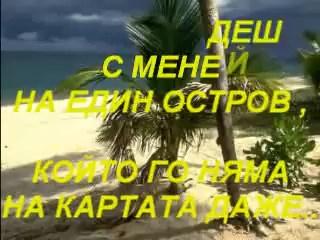 ДЕШ
С МЕНЕ Й
НА ЕДИН ОСТРОВ ,
КОЙТО ГО НЯМА
НА КАРТАТА ДАЖЕ..